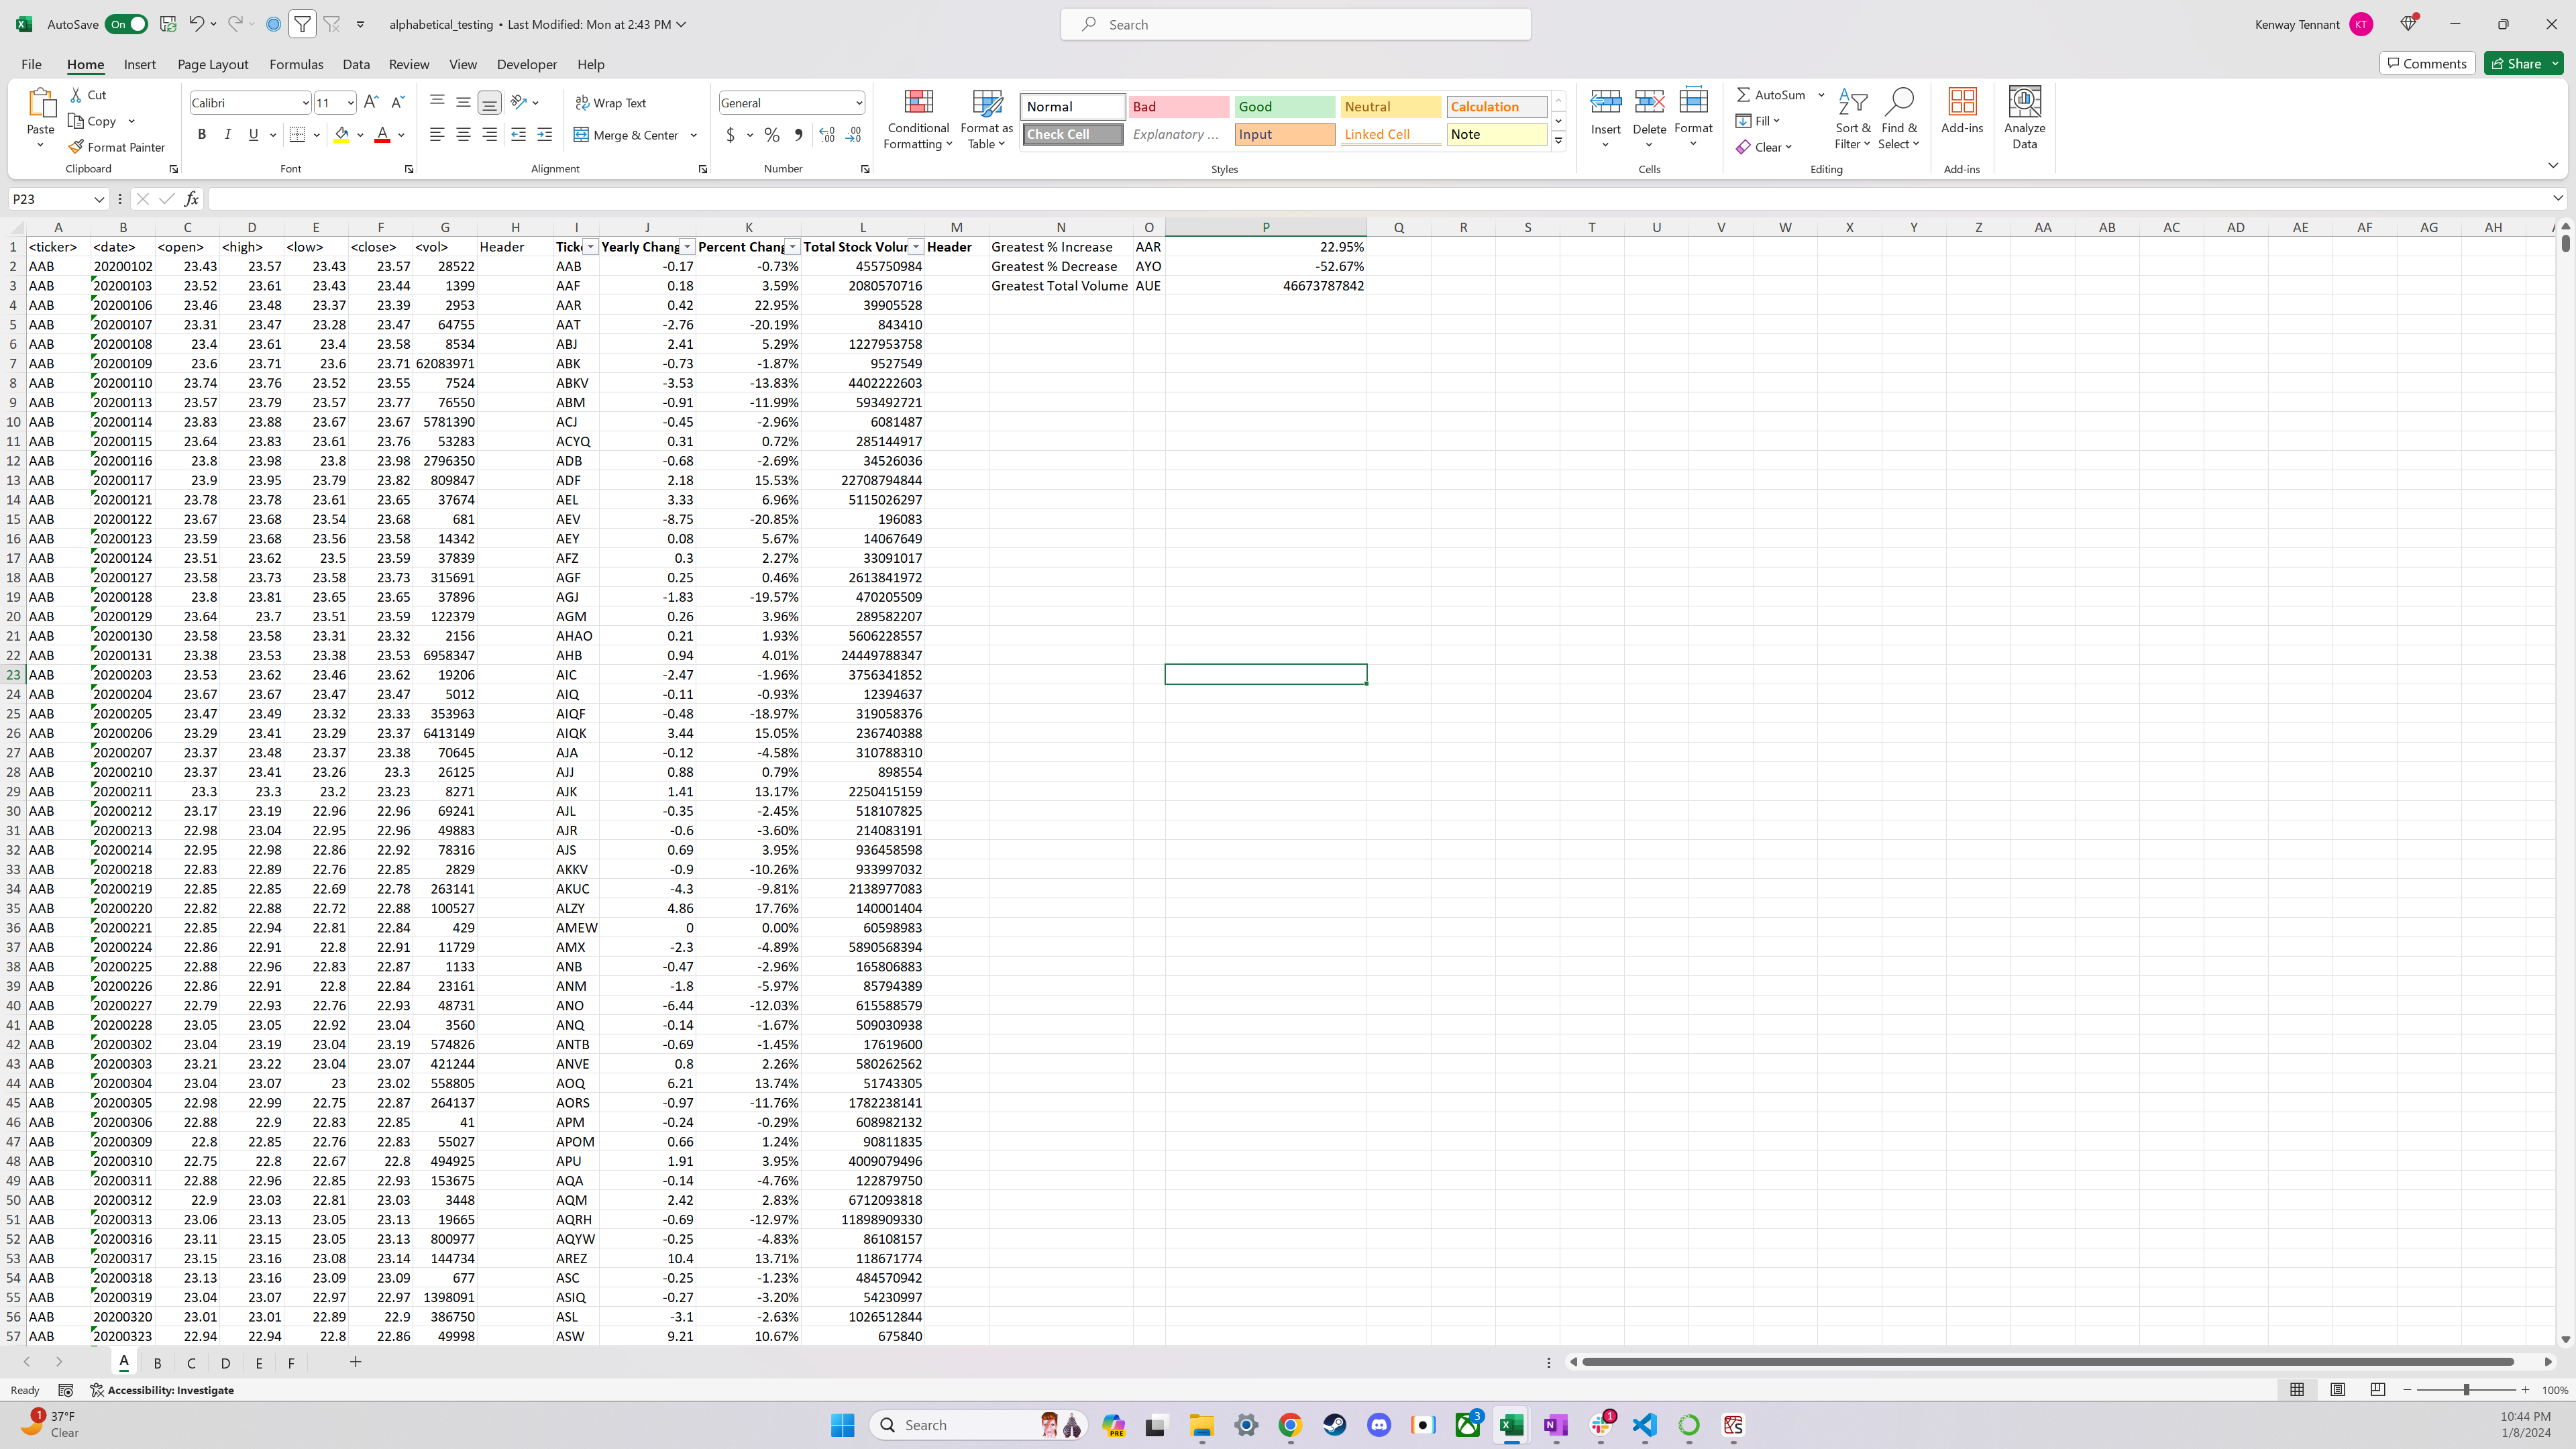 AutoSave On alphabetical_testing • Last Modified: Mon at 2:43 PM Search Kenway Tennant KT
File Home Insert Page Layout Formulas Data Review View Developer Help Comments Share
Paste Cut Copy Format Painter Clipboard
Calibri 11 B I U A Font
Wrap Text Merge & Center Alignment
General $ % Number
Conditional Formatting Format as Table
Normal Bad Good Neutral Calculation
Check Cell Explanatory ... Input Linked Cell Note
Styles
Insert Delete Format Cells
AutoSum Fill Clear Sort & Filter Find & Select Editing
Add-ins Add-ins Analyze Data
P23 fx
A B C D E F G H I J K L M N O P Q R S T U V W X Y Z AA AB AC AD AE AF AG AH
1 <ticker> <date> <open> <high> <low> <close> <vol> Header Ticke Yearly Chang Percent Chang Total Stock Volur Header Greatest % Increase AAR 22.95%
2 AAB 20200102 23.43 23.57 23.43 23.57 28522 AAB -0.17 -0.73% 455750984 Greatest % Decrease AYO -52.67%
3 AAB 20200103 23.52 23.61 23.43 23.44 1399 AAF 0.18 3.59% 2080570716 Greatest Total Volume AUE 46673787842
4 AAB 20200106 23.46 23.48 23.37 23.39 2953 AAR 0.42 22.95% 39905528
5 AAB 20200107 23.31 23.47 23.28 23.47 64755 AAT -2.76 -20.19% 843410
6 AAB 20200108 23.4 23.61 23.4 23.58 8534 ABJ 2.41 5.29% 1227953758
7 AAB 20200109 23.6 23.71 23.6 23.71 62083971 ABK -0.73 -1.87% 9527549
8 AAB 20200110 23.74 23.76 23.52 23.55 7524 ABKV -3.53 -13.83% 4402222603
9 AAB 20200113 23.57 23.79 23.57 23.77 76550 ABM -0.91 -11.99% 593492721
10 AAB 20200114 23.83 23.88 23.67 23.67 5781390 ACJ -0.45 -2.96% 6081487
11 AAB 20200115 23.64 23.83 23.61 23.76 53283 ACYQ 0.31 0.72% 285144917
12 AAB 20200116 23.8 23.98 23.8 23.98 2796350 ADB -0.68 -2.69% 34526036
13 AAB 20200117 23.9 23.95 23.79 23.82 809847 ADF 2.18 15.53% 22708794844
14 AAB 20200121 23.78 23.78 23.61 23.65 37674 AEL 3.33 6.96% 5115026297
15 AAB 20200122 23.67 23.68 23.54 23.68 681 AEV -8.75 -20.85% 196083
16 AAB 20200123 23.59 23.68 23.56 23.58 14342 AEY 0.08 5.67% 14067649
17 AAB 20200124 23.51 23.62 23.5 23.59 37839 AFZ 0.3 2.27% 33091017
18 AAB 20200127 23.58 23.73 23.58 23.73 315691 AGF 0.25 0.46% 2613841972
19 AAB 20200128 23.8 23.81 23.65 23.65 37896 AGJ -1.83 -19.57% 470205509
20 AAB 20200129 23.64 23.7 23.51 23.59 122379 AGM 0.26 3.96% 289582207
21 AAB 20200130 23.58 23.58 23.31 23.32 2156 AHAO 0.21 1.93% 5606228557
22 AAB 20200131 23.38 23.53 23.38 23.53 6958347 AHB 0.94 4.01% 24449788347
23 AAB 20200203 23.53 23.62 23.46 23.62 19206 AIC -2.47 -1.96% 3756341852
24 AAB 20200204 23.67 23.67 23.47 23.47 5012 AIQ -0.11 -0.93% 12394637
25 AAB 20200205 23.47 23.49 23.32 23.33 353963 AIQF -0.48 -18.97% 319058376
26 AAB 20200206 23.29 23.41 23.29 23.37 6413149 AIQK 3.44 15.05% 236740388
27 AAB 20200207 23.37 23.48 23.37 23.38 70645 AJA -0.12 -4.58% 310788310
28 AAB 20200210 23.37 23.41 23.26 23.3 26125 AJJ 0.88 0.79% 898554
29 AAB 20200211 23.3 23.3 23.2 23.23 8271 AJK 1.41 13.17% 2250415159
30 AAB 20200212 23.17 23.19 22.96 22.96 69241 AJL -0.35 -2.45% 518107825
31 AAB 20200213 22.98 23.04 22.95 22.96 49883 AJR -0.6 -3.60% 214083191
32 AAB 20200214 22.95 22.98 22.86 22.92 78316 AJS 0.69 3.95% 936458598
33 AAB 20200218 22.83 22.89 22.76 22.85 2829 AKKV -0.9 -10.26% 933997032
34 AAB 20200219 22.85 22.85 22.69 22.78 263141 AKUC -4.3 -9.81% 2138977083
35 AAB 20200220 22.82 22.88 22.72 22.88 100527 ALZY 4.86 17.76% 140001404
36 AAB 20200221 22.85 22.94 22.81 22.84 429 AMEW 0 0.00% 60598983
37 AAB 20200224 22.86 22.91 22.8 22.91 11729 AMX -2.3 -4.89% 5890568394
38 AAB 20200225 22.88 22.96 22.83 22.87 1133 ANB -0.47 -2.96% 165806883
39 AAB 20200226 22.86 22.91 22.8 22.84 23161 ANM -1.8 -5.97% 85794389
40 AAB 20200227 22.79 22.93 22.76 22.93 48731 ANO -6.44 -12.03% 615588579
41 AAB 20200228 23.05 23.05 22.92 23.04 3560 ANQ -0.14 -1.67% 509030938
42 AAB 20200302 23.04 23.19 23.04 23.19 574826 ANTB -0.69 -1.45% 17619600
43 AAB 20200303 23.21 23.22 23.04 23.07 421244 ANVE 0.8 2.26% 580262562
44 AAB 20200304 23.04 23.07 23 23.02 558805 AOQ 6.21 13.74% 51743305
45 AAB 20200305 22.98 22.99 22.75 22.87 264137 AORS -0.97 -11.76% 1782238141
46 AAB 20200306 22.88 22.9 22.83 22.85 41 APM -0.24 -0.29% 608982132
47 AAB 20200309 22.8 22.85 22.76 22.83 55027 APOM 0.66 1.24% 90811835
48 AAB 20200310 22.75 22.8 22.67 22.8 494925 APU 1.91 3.95% 4009079496
49 AAB 20200311 22.88 22.96 22.85 22.93 153675 AQA -0.14 -4.76% 122879750
50 AAB 20200312 22.9 23.03 22.81 23.03 3448 AQM 2.42 2.83% 6712093818
51 AAB 20200313 23.06 23.13 23.05 23.13 19665 AQRH -0.69 -12.97% 11898909330
52 AAB 20200316 23.11 23.15 23.05 23.13 800977 AQYW -0.25 -4.83% 86108157
53 AAB 20200317 23.15 23.16 23.08 23.14 144734 AREZ 10.4 13.71% 118671774
54 AAB 20200318 23.13 23.16 23.09 23.09 677 ASC -0.25 -1.23% 484570942
55 AAB 20200319 23.04 23.07 22.97 22.97 1398091 ASIQ -0.27 -3.20% 54230997
56 AAB 20200320 23.01 23.01 22.89 22.9 386750 ASL -3.1 -2.63% 1026512844
57 AAB 20200323 22.94 22.94 22.8 22.86 49998 ASW 9.21 10.67% 675840
A B C D E F +
Ready Accessibility: Investigate 100%
1 37°F Clear Search PRE 3 N 1 10:44 PM
1/8/2024